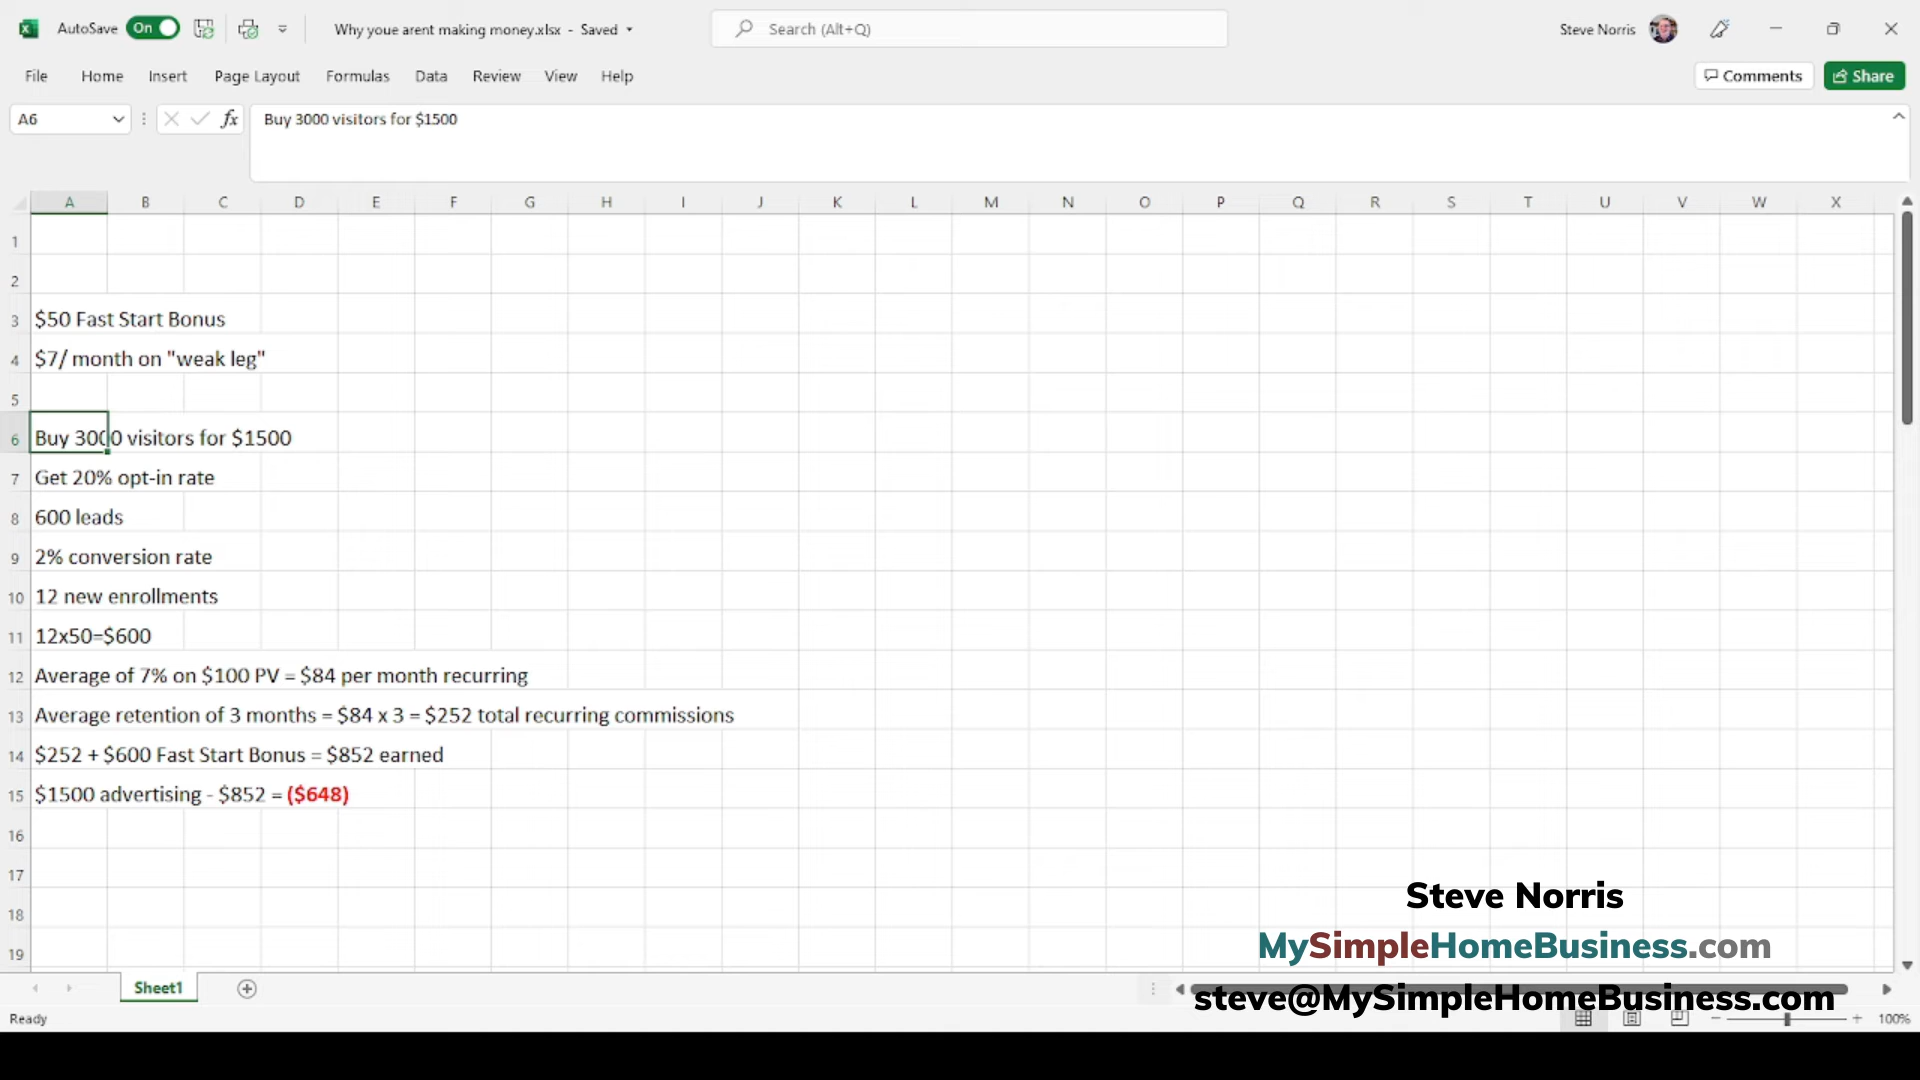 AutoSave On Why youe arent making money.xlsx - Saved Search (Alt+Q) Steve Norris
File Home Insert Page Layout Formulas Data Review View Help Comments Share
A6 fx Buy 3000 visitors for $1500
A B C D E F G H I J K L M N O P Q R S T U V W X
1
2
3 $50 Fast Start Bonus
4 $7/ month on "weak leg"
5
6 Buy 3000 visitors for $1500
7 Get 20% opt-in rate
8 600 leads
9 2% conversion rate
10 12 new enrollments
11 12x50=$600
12 Average of 7% on $100 PV = $84 per month recurring
13 Average retention of 3 months = $84 x 3 = $252 total recurring commissions
14 $252 + $600 Fast Start Bonus = $852 earned
15 $1500 advertising - $852 = ($648)
16
17
18
19
Steve Norris
MySimpleHomeBusiness.com
steve@MySimpleHomeBusiness.com
Sheet1
Ready 100%